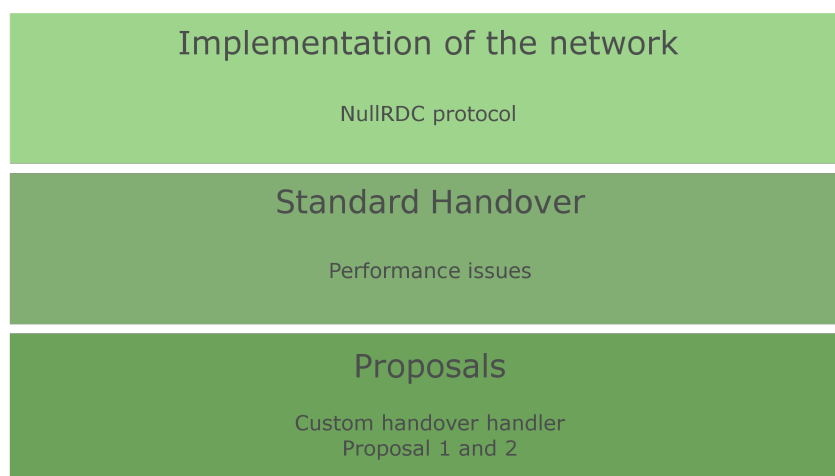 Implementation of the network
NullRDC protocol
Standard Handover
Performance issues
Proposals
Custom handover handler
Proposal 1 and 2